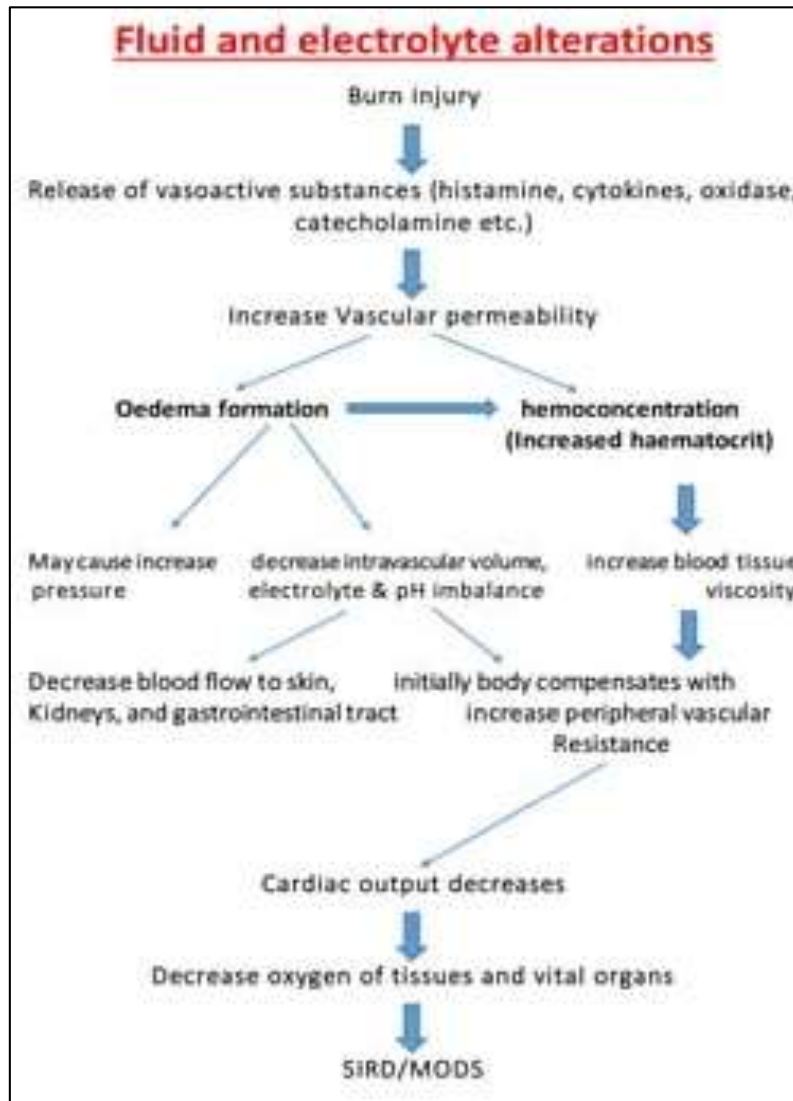 Fluid and electrolyte alterations
Burn injury
Release of vasoactive substances (histamine, cytokines, oxidase,
catecholamine etc.)
Increase Vascular permeability
Oedema formation
hemoconcentration
(Increased haematocrit)
May cause increase
pressure
decrease intravascular volume,
electrolyte & pH imbalance
increase blood tissue
viscosity
Decrease blood flow to skin,
Kidneys, and gastrointestinal tract
initially body compensates with
increase peripheral vascular
Resistance
Cardiac output decreases
Decrease oxygen of tissues and vital organs
SIRD/MODS